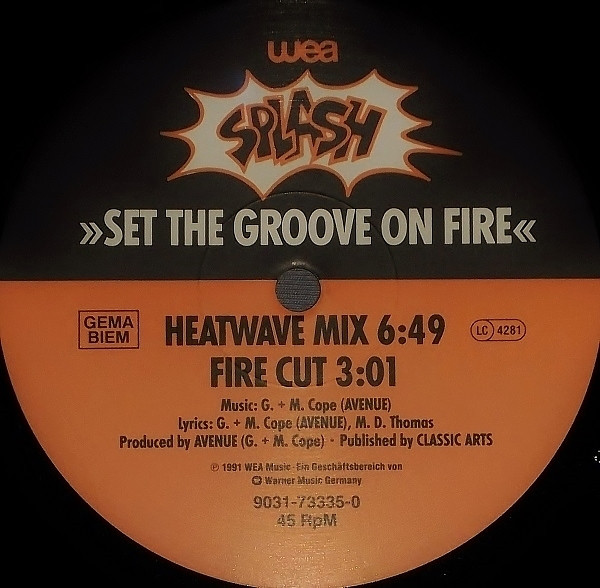 wea
SPLASH
»SET THE GROOVE ON FIRE«
GEMA
BIEM
HEATWAVE MIX 6:49
LC 4281
FIRE CUT 3:01
Music: G. + M. Cope (AVENUE)
Lyrics: G. + M. Cope (AVENUE), M. D. Thomas
Produced by AVENUE (G. + M. Cope) · Published by CLASSIC ARTS
℗ 1991 WEA Music · Ein Geschäftsbereich von
Warner Music Germany
9031-73335-0
45 RpM